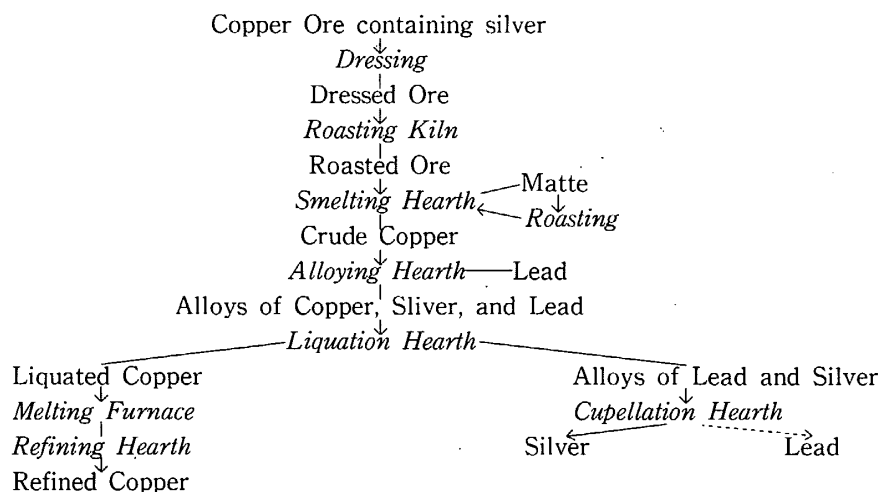 Copper Ore containing silver
Dressing
Dressed Ore
Roasting Kiln
Roasted Ore
Matte
Smelting Hearth
Roasting
Crude Copper
Alloying Hearth Lead
Alloys of Copper, Sliver, and Lead
Liquation Hearth
Liquated Copper
Alloys of Lead and Silver
Melting Furnace
Cupellation Hearth
Refining Hearth
Silver
Lead
Refined Copper